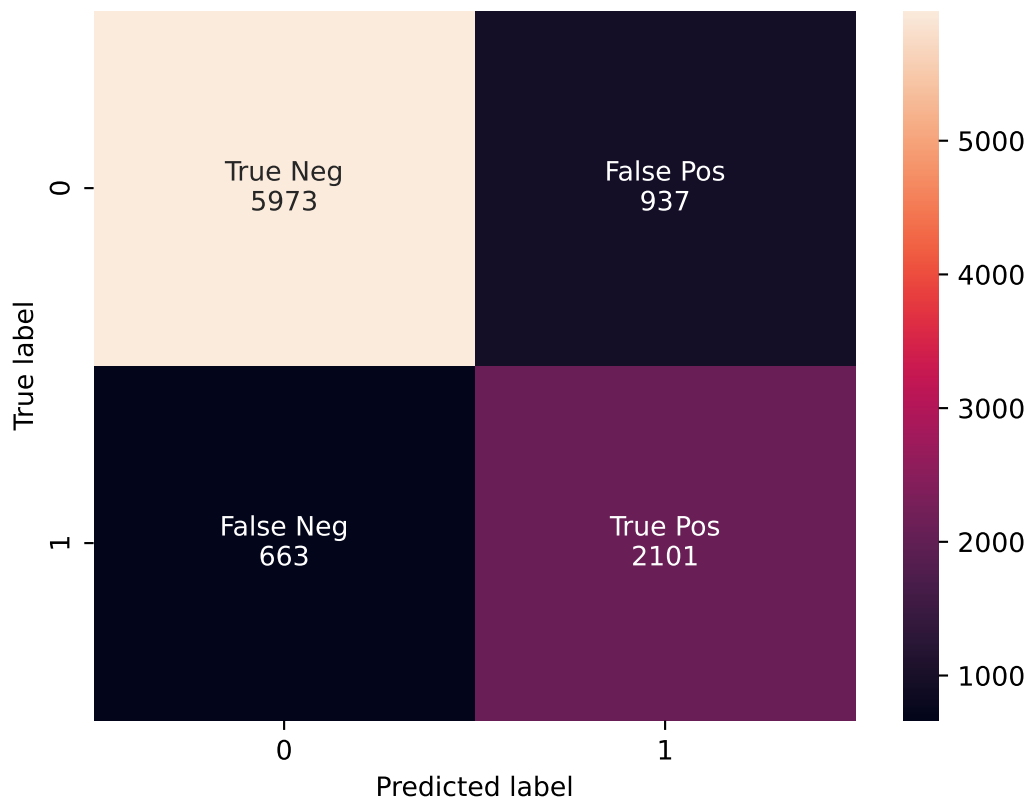 True Neg
5973
False Pos
937
False Neg
663
True Pos
2101
0
1
True label
0
1
Predicted label
5000
4000
3000
2000
1000